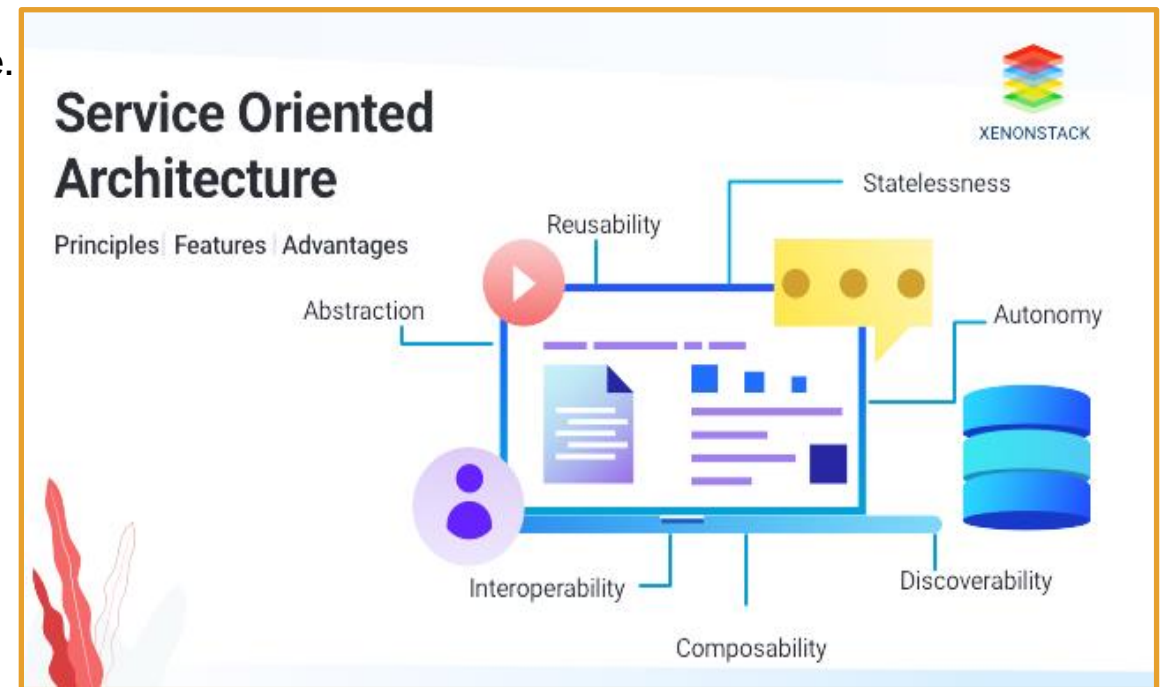 e.
Service Oriented
Architecture
Principles Features Advantages
XENONSTACK
Statelessness
Reusability
Abstraction
Autonomy
Interoperability
Discoverability
Composability